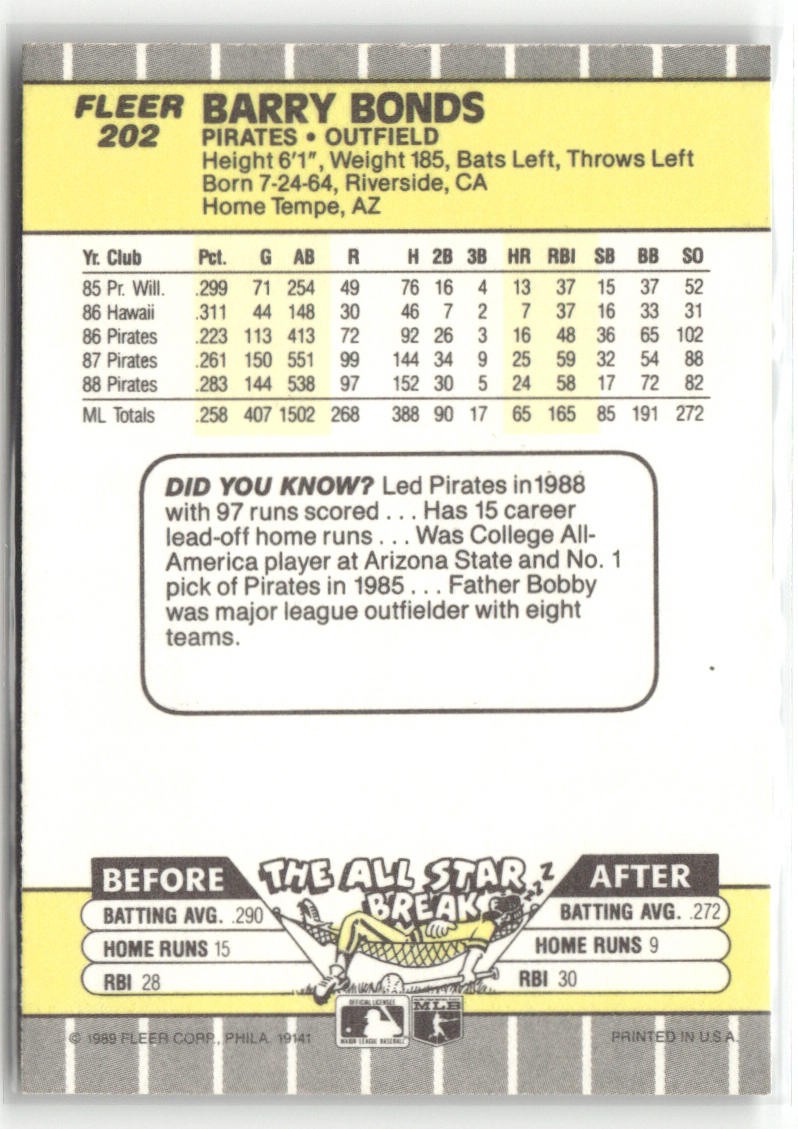 FLEER BARRY BONDS
202 PIRATES • OUTFIELD
Height 6'1", Weight 185, Bats Left, Throws Left
Born 7-24-64, Riverside, CA
Home Tempe, AZ
Yr. Club Pct. G AB R H 2B 3B HR RBI SB BB SO
85 Pr. Will. .299 71 254 49 76 16 4 13 37 15 37 52
86 Hawaii .311 44 148 30 46 7 2 7 37 16 33 31
86 Pirates .223 113 413 72 92 26 3 16 48 36 65 102
87 Pirates .261 150 551 99 144 34 9 25 59 32 54 88
88 Pirates .283 144 538 97 152 30 5 24 58 17 72 82
ML Totals .258 407 1502 268 388 90 17 65 165 85 191 272
DID YOU KNOW? Led Pirates in 1988
with 97 runs scored . . . Has 15 career
lead-off home runs . . . Was College All-
America player at Arizona State and No. 1
pick of Pirates in 1985 . . . Father Bobby
was major league outfielder with eight
teams.
THE ALL STAR
BREAK
ZZZ
BEFORE
BATTING AVG. .290
HOME RUNS 15
RBI 28
AFTER
BATTING AVG. .272
HOME RUNS 9
RBI 30
OFFICIAL LICENSEE
MAJOR LEAGUE BASEBALL
MLB
© 1989 FLEER CORP., PHILA. 19141
PRINTED IN U.S.A.